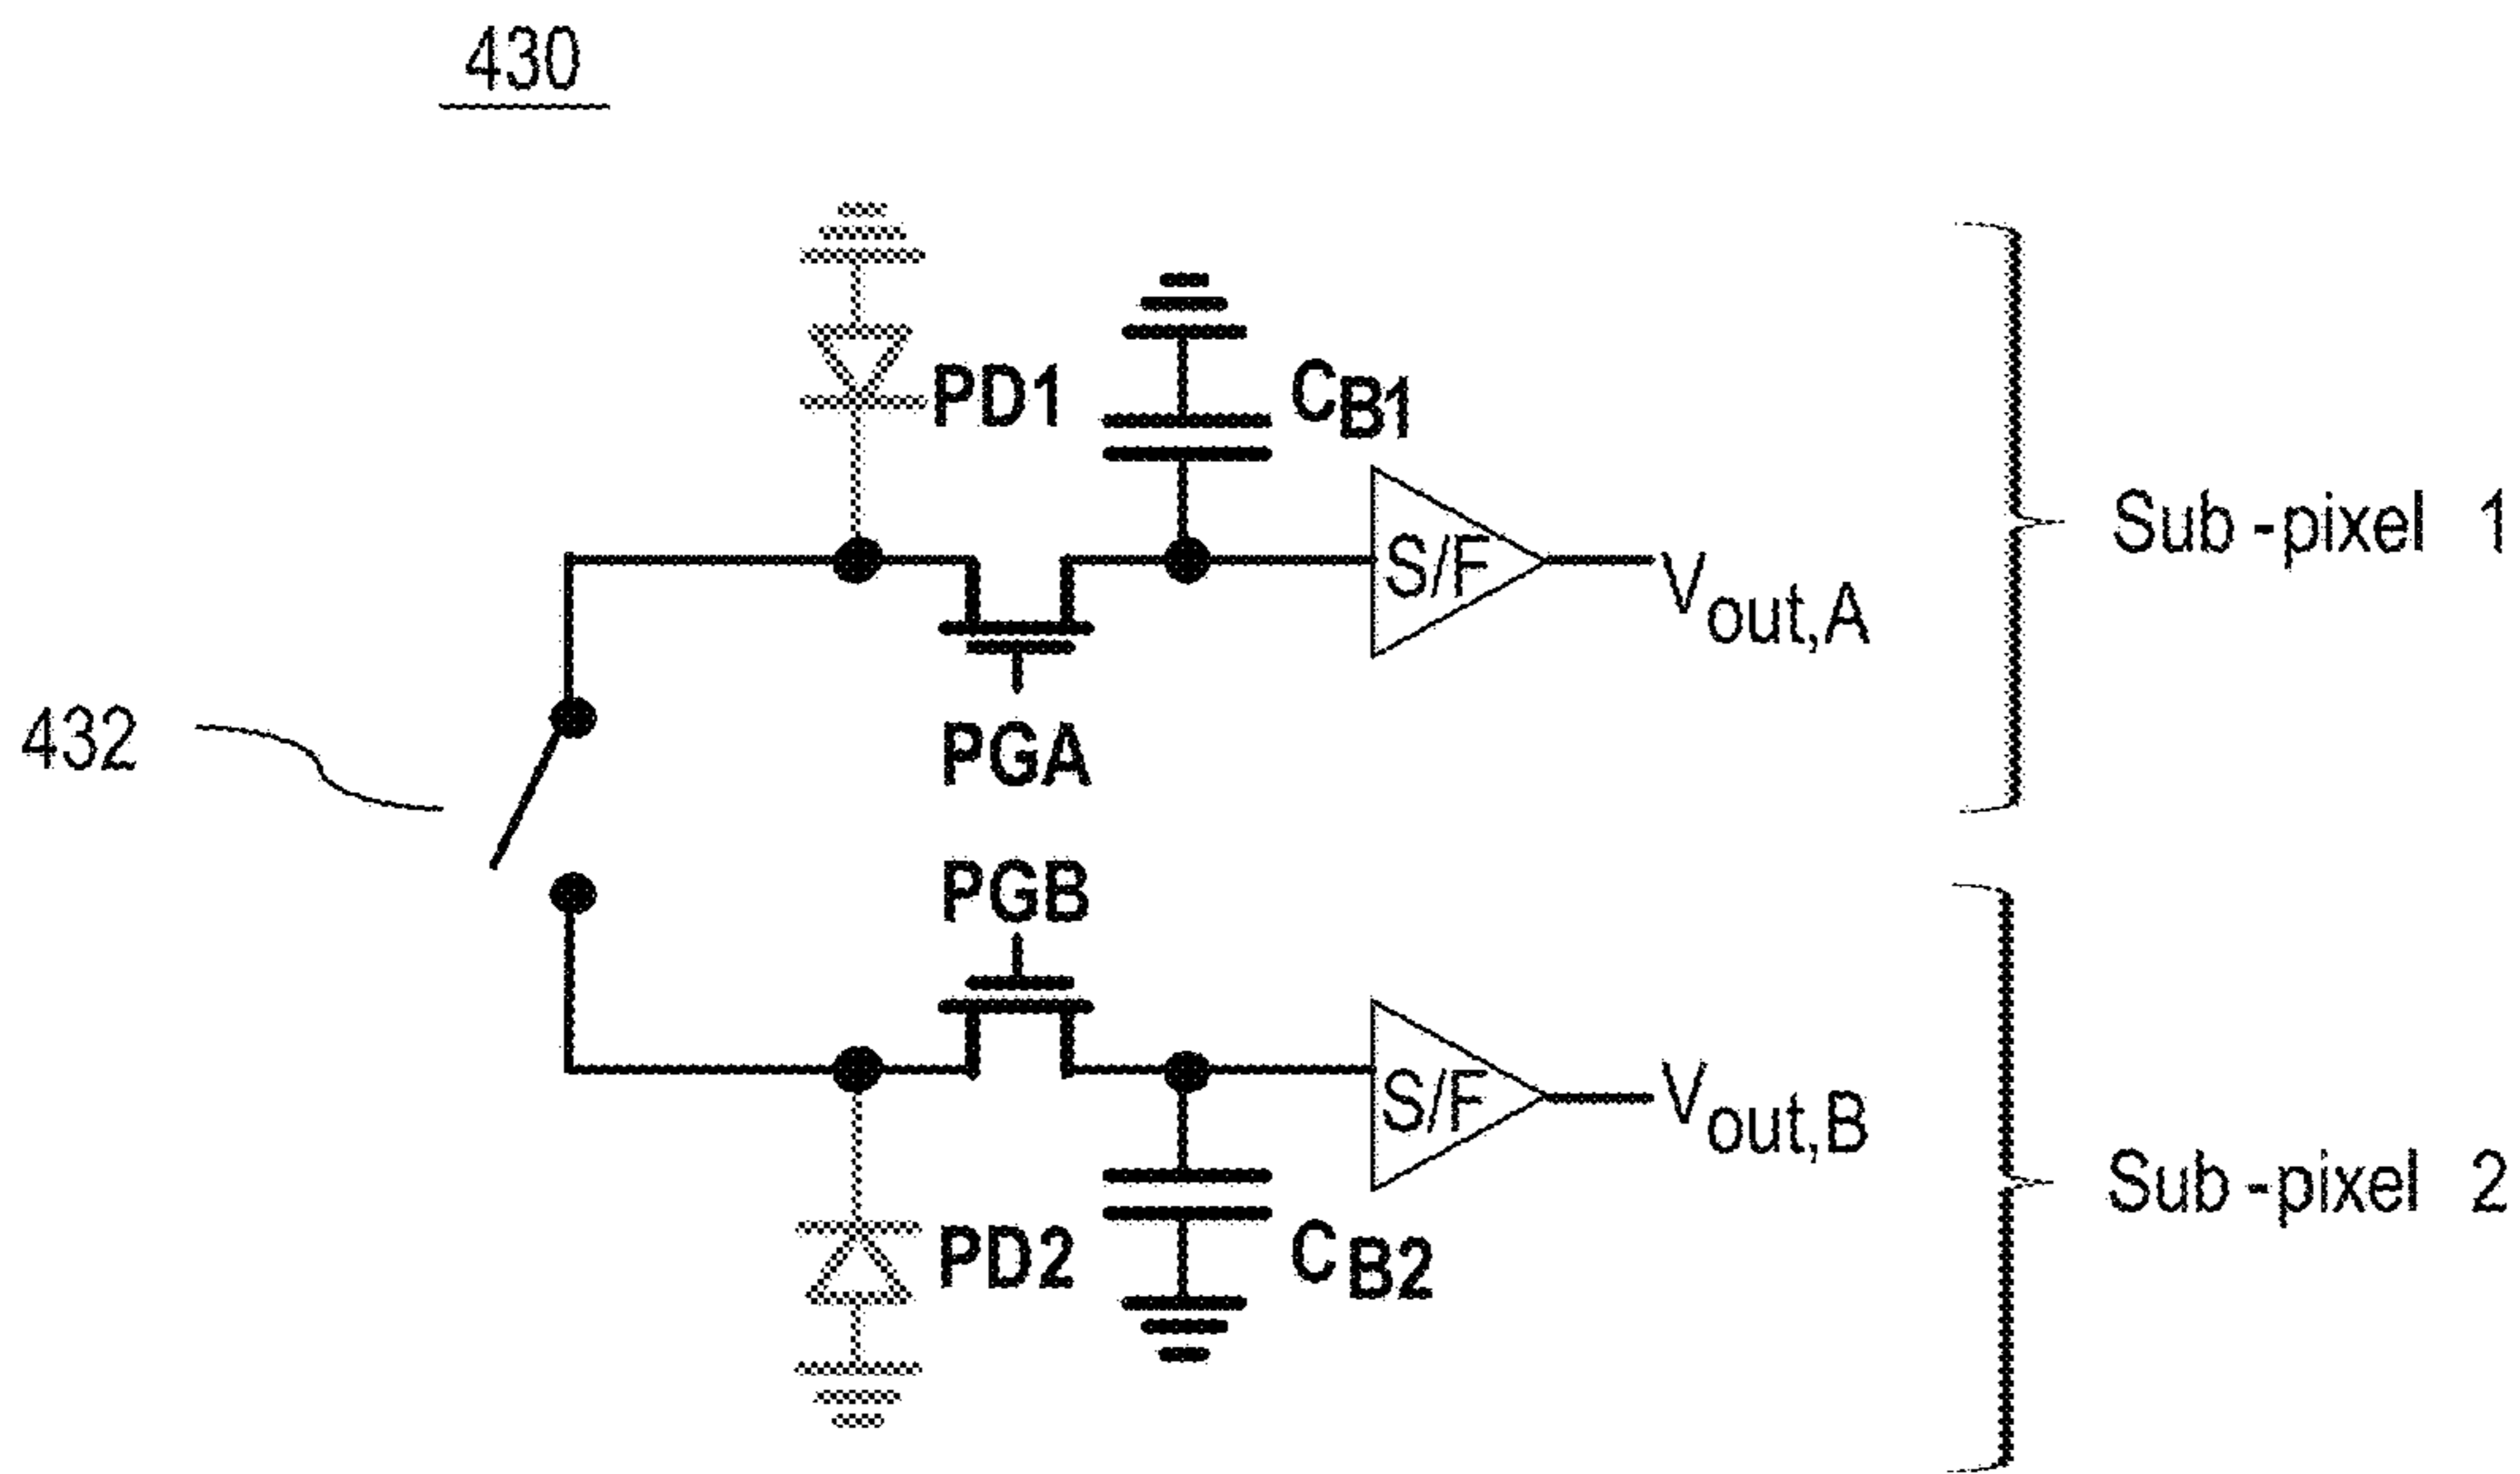 430
PD1
CB1
S/F
Vout,A
Sub-pixel 1
432
PGA
PGB
S/F
Vout,B
PD2
CB2
Sub-pixel 2